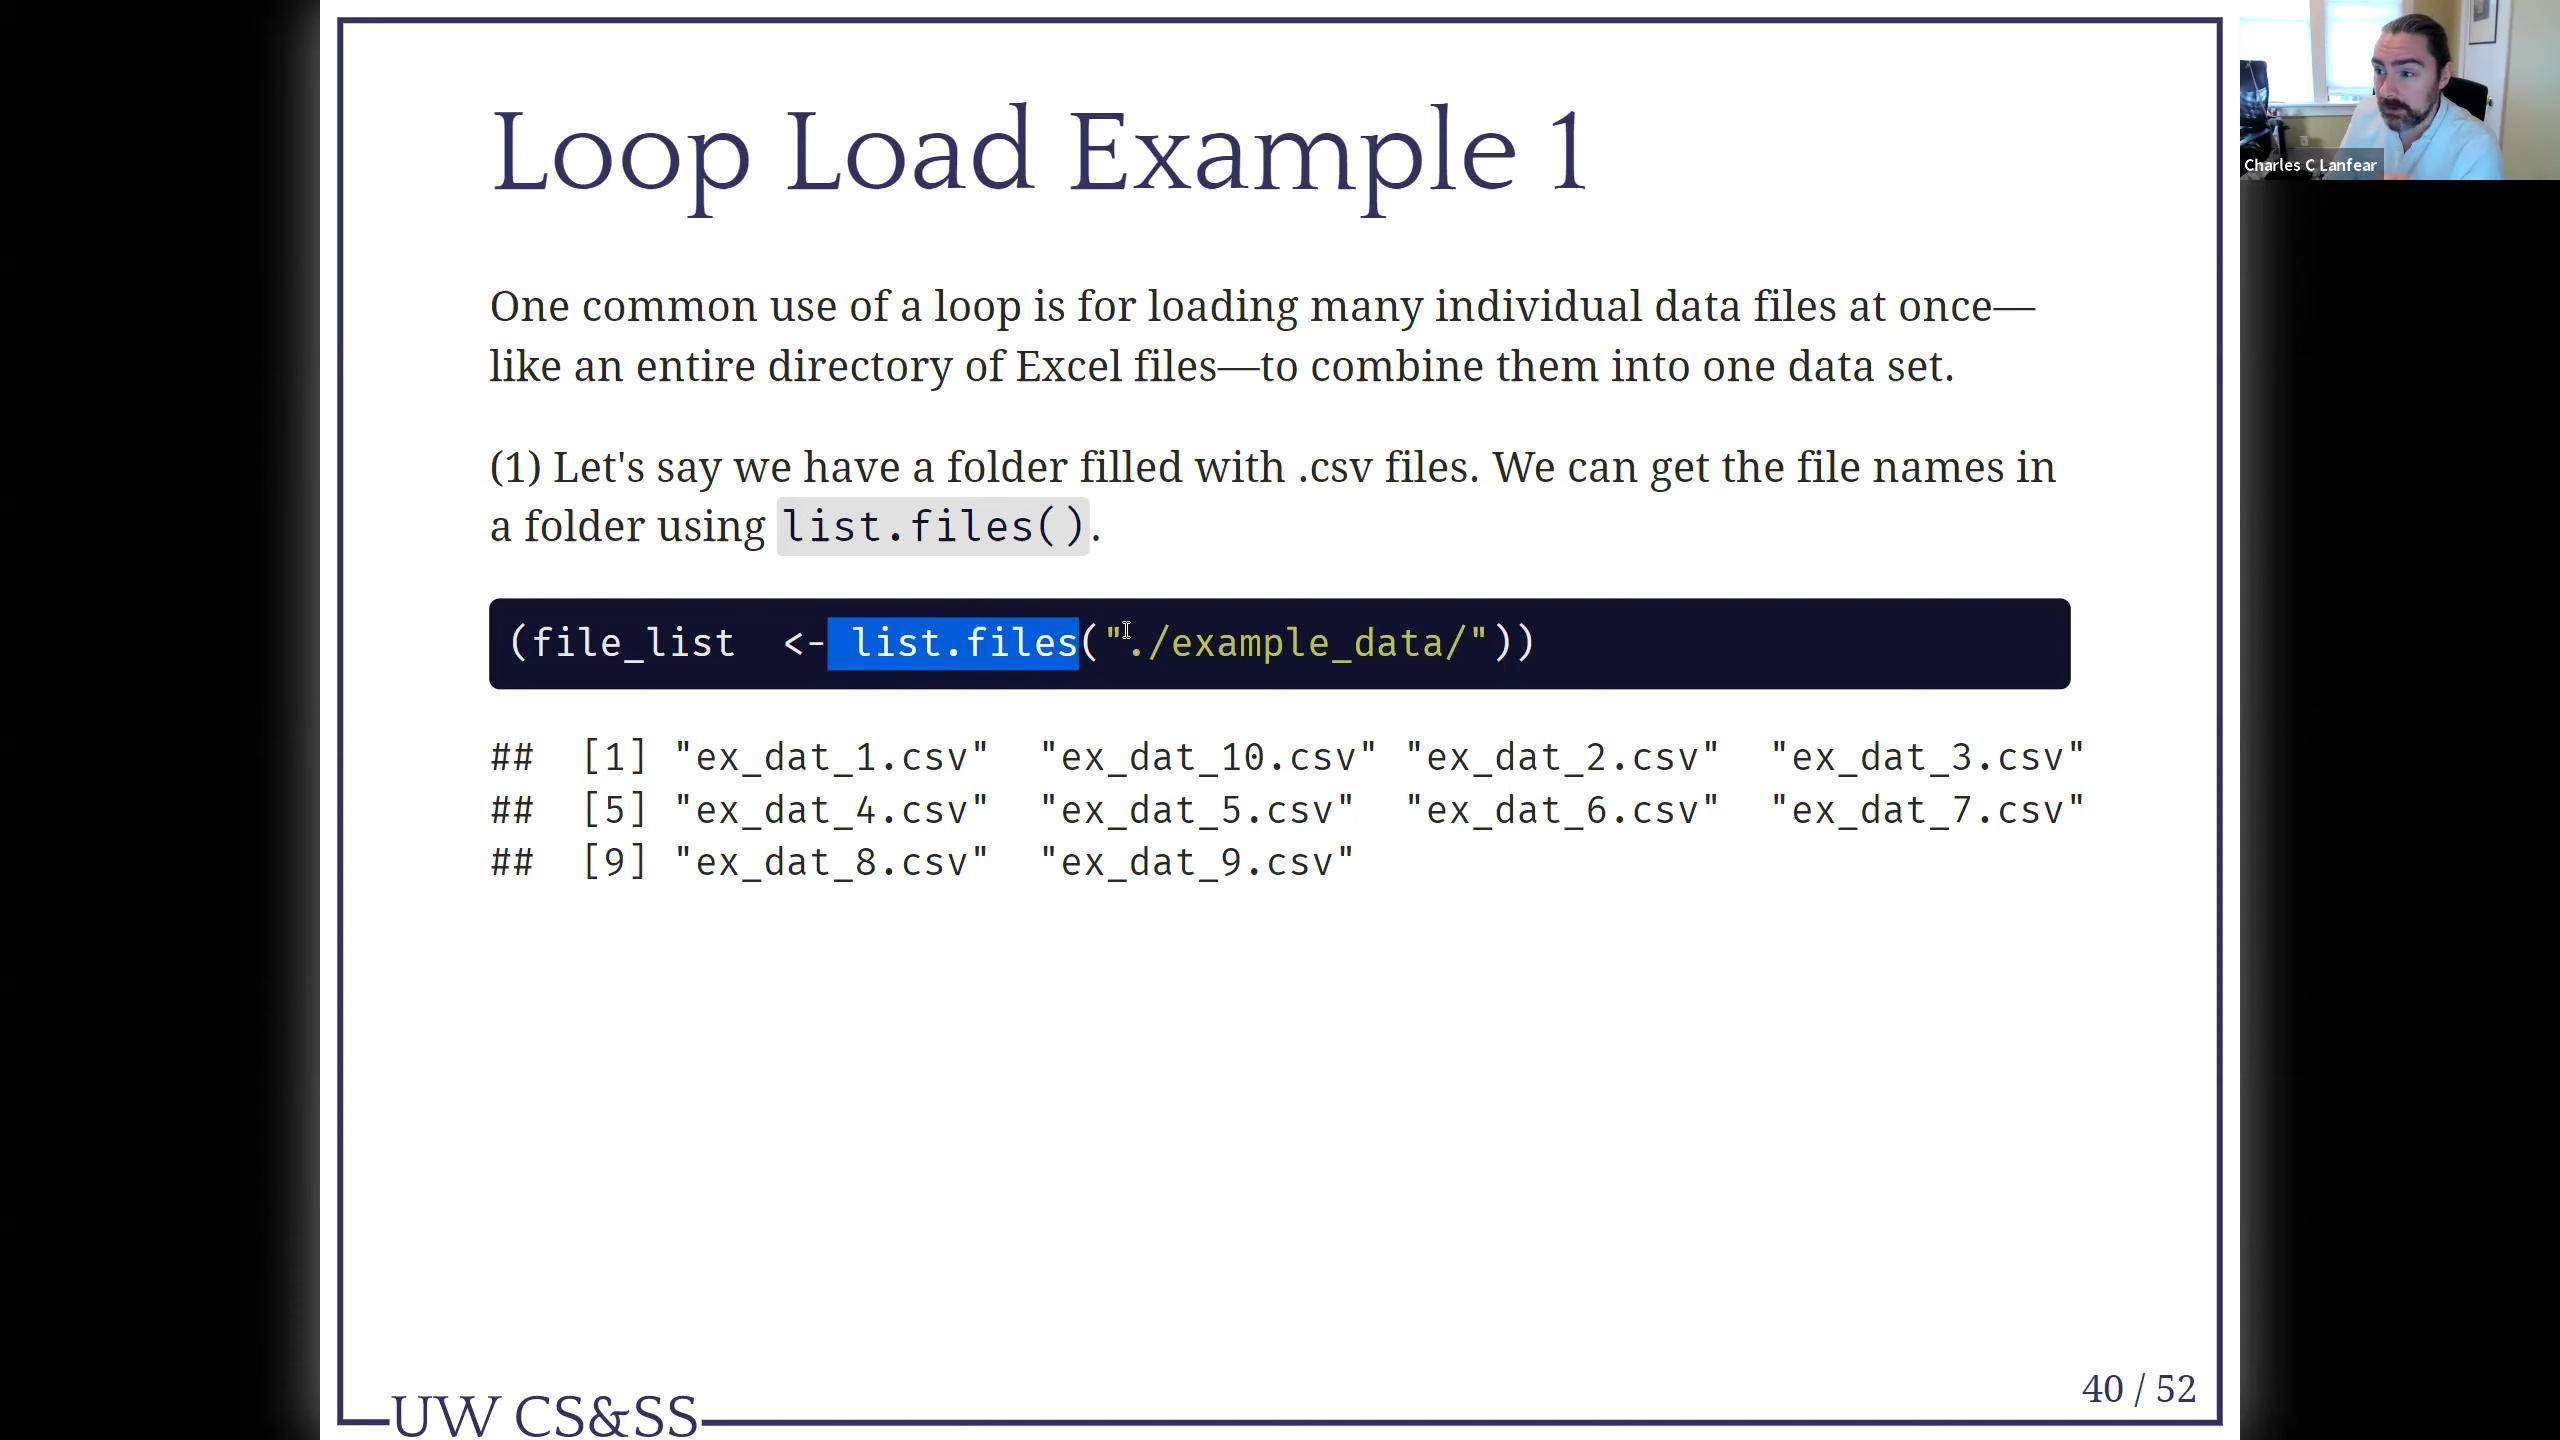 Loop Load Example 1
Charles C Lanfear
One common use of a loop is for loading many individual data files at once—
like an entire directory of Excel files—to combine them into one data set.
(1) Let's say we have a folder filled with .csv files. We can get the file names in
a folder using list.files().
(file_list  <- list.files("./example_data/"))
##  [1] "ex_dat_1.csv"  "ex_dat_10.csv" "ex_dat_2.csv"  "ex_dat_3.csv"
##  [5] "ex_dat_4.csv"  "ex_dat_5.csv"  "ex_dat_6.csv"  "ex_dat_7.csv"
##  [9] "ex_dat_8.csv"  "ex_dat_9.csv"
40 / 52
UW CS&SS